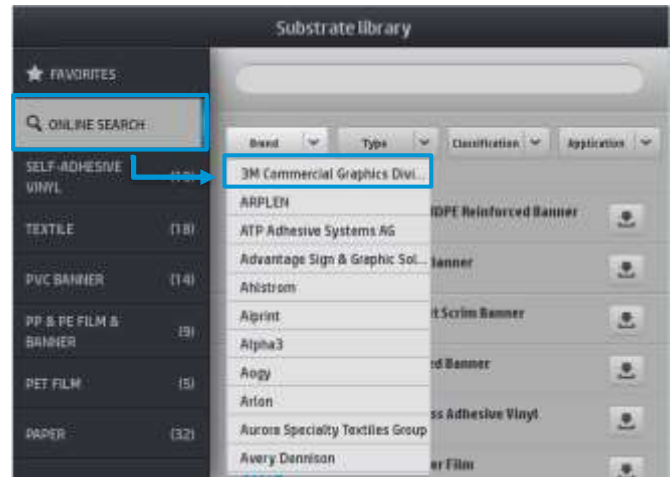 Substrate library
FAVORITES
ONLINE SEARCH
SELF-ADHESIVE
VINYL
TEXTILE (18)
PVC BANNER (14)
PP & PE FILM &
BANNER (9)
PET FILM (5)
PAPER (32)
Brand Type Classification Application
3M Commercial Graphics Divi...
ARPLEN
ATP Adhesive Systems AG
Advantage Sign & Graphic Sol...
Ahlstrom
Aiprint
Alpha3
Aogy
Arlon
Aurora Specialty Textiles Group
Avery Dennison
HDPE Reinforced Banner
Banner
Scrim Banner
Banner
Adhesive Vinyl
Film